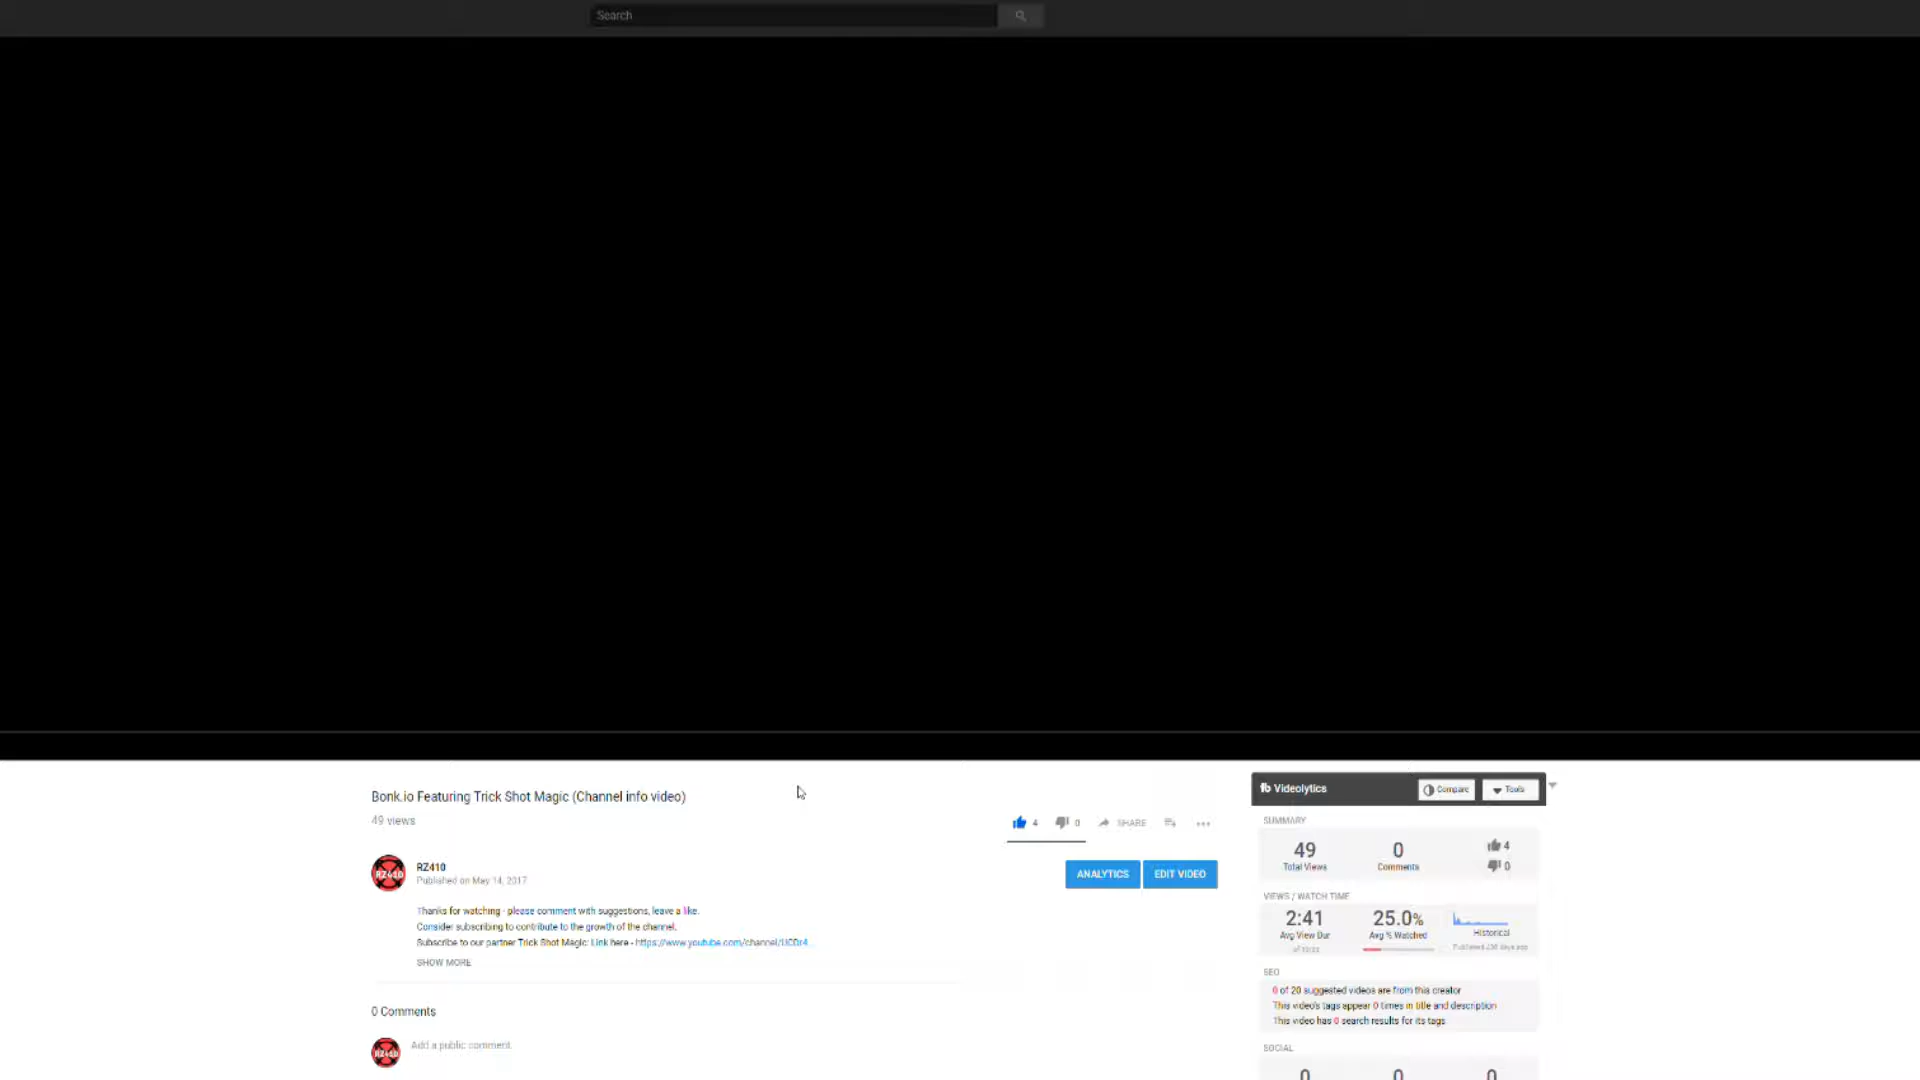 Search
Bonk.io Featuring Trick Shot Magic (Channel info video)
49 views
4
0
SHARE
RZ410
Published on May 14, 2017
ANALYTICS
EDIT VIDEO
Thanks for watching - please comment with suggestions, leave a like.
Consider subscribing to contribute to the growth of the channel.
Subscribe to our partner Trick Shot Magic: Link here -
SHOW MORE
0 Comments
RZ410
Add a public comment.
Videolytics
Compare
Tools
SUMMARY
49
Total Views
0
Comments
4
0
VIEWS / WATCH TIME
2:41
Avg View Dur
25.0%
Avg % Watched
Historical
SEO
0 of 20 suggested videos are from this creator
This video's tags appear 0 times in title and description
This video has 0 search results for its tags
SOCIAL
0
0
0